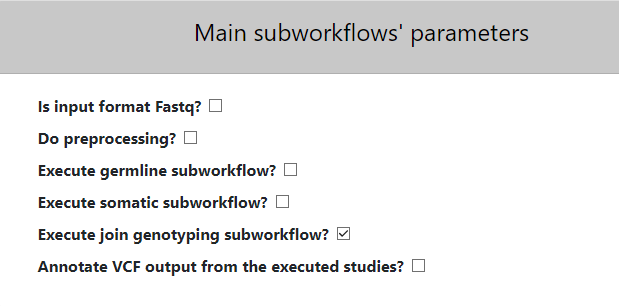 Main subworkflows' parameters
Is input format Fastq?
Do preprocessing?
Execute germline subworkflow?
Execute somatic subworkflow?
Execute join genotyping subworkflow?
Annotate VCF output from the executed studies?